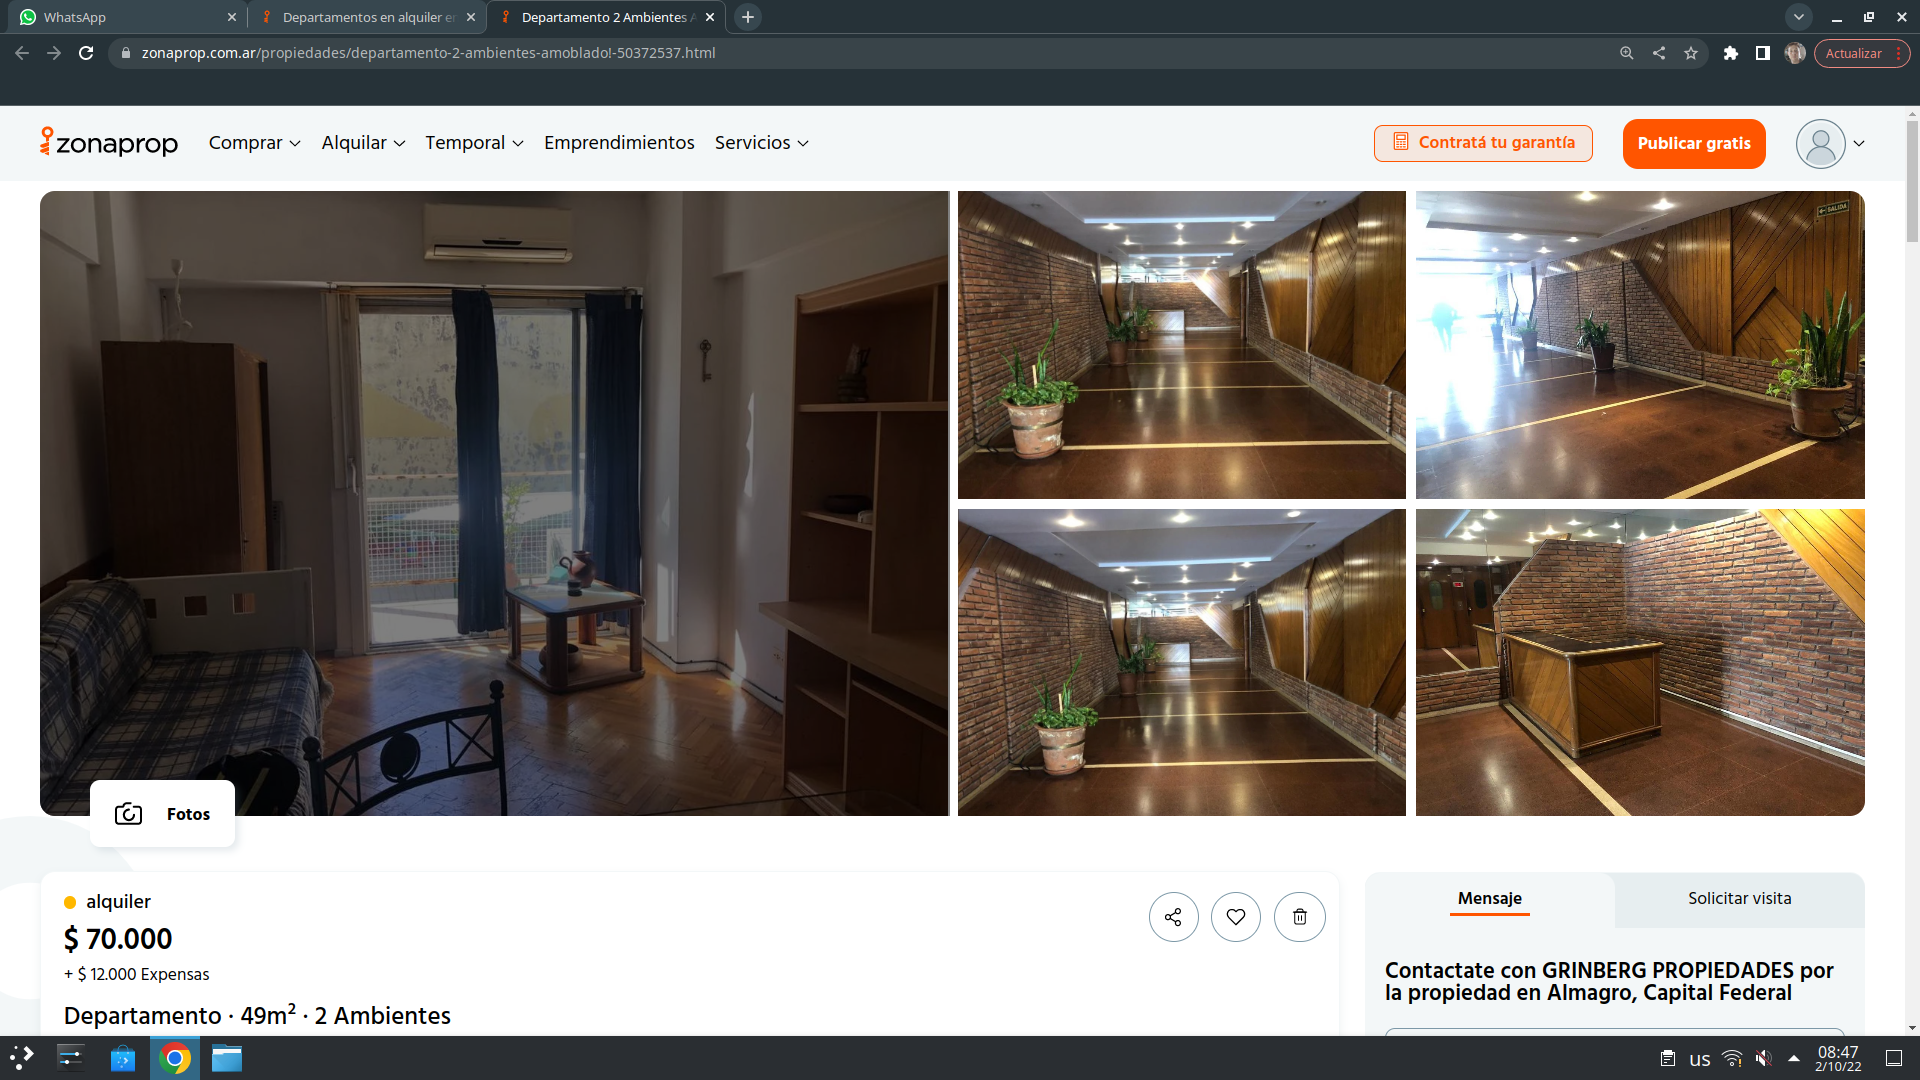 WhatsApp
Departamentos en alquiler en
Departamento 2 Ambientes A
zonaprop.com.ar/propiedades/departamento-2-ambientes-amoblado!-50372537.html
Actualizar
zonaprop
Comprar
Alquilar
Temporal
Emprendimientos
Servicios
Contratá tu garantía
Publicar gratis
SALIDA
Fotos
alquiler
$ 70.000
+ $ 12.000 Expensas
Departamento · 49m² · 2 Ambientes
Mensaje
Solicitar visita
Contactate con GRINBERG PROPIEDADES por
la propiedad en Almagro, Capital Federal
us
08:47
2/10/22